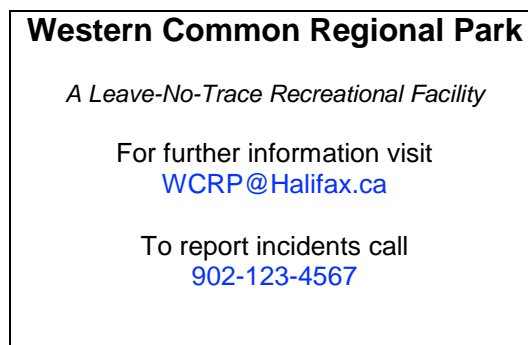 Western Common Regional Park
A Leave-No-Trace Recreational Facility
For further information visit
WCRP@Halifax.ca
To report incidents call
902-123-4567